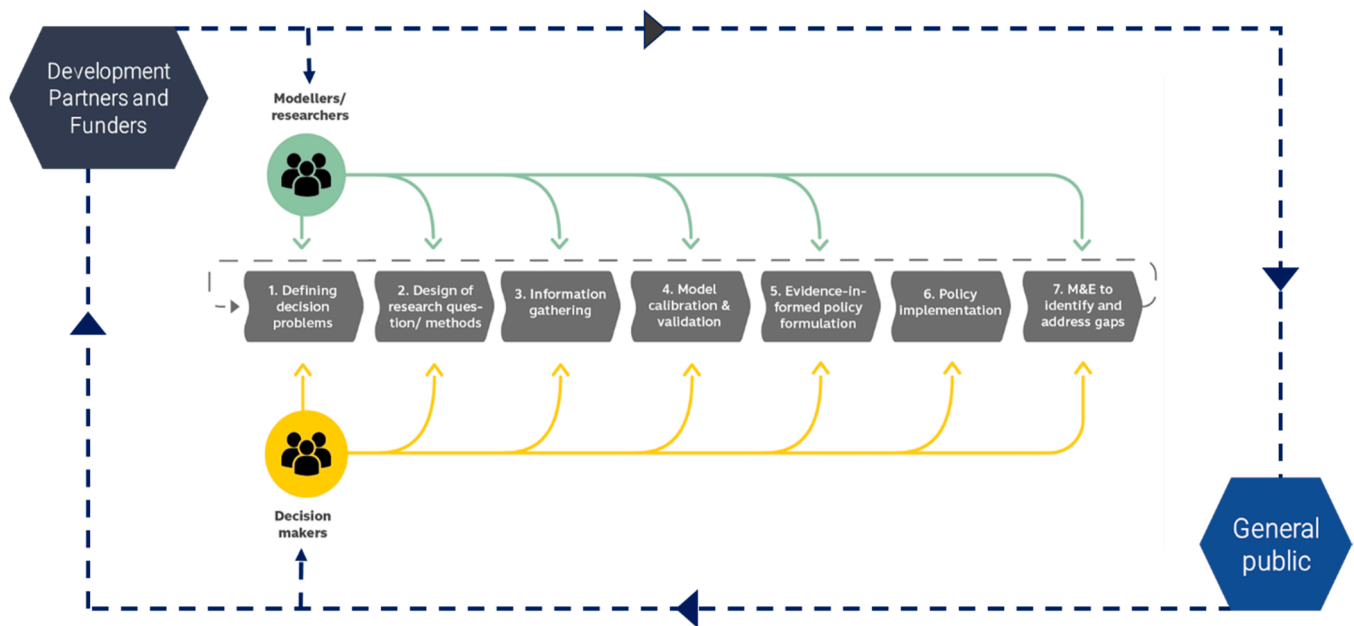 Development
Partners and
Funders
Modellers/
researchers
1. Defining
decision
problems
2. Design of
research ques-
tion/ methods
3. Information
gathering
4. Model
calibration &
validation
5. Evidence-in-
formed policy
formulation
6. Policy
implementation
7. M&E to
identify and
address gaps
Decision
makers
General
public